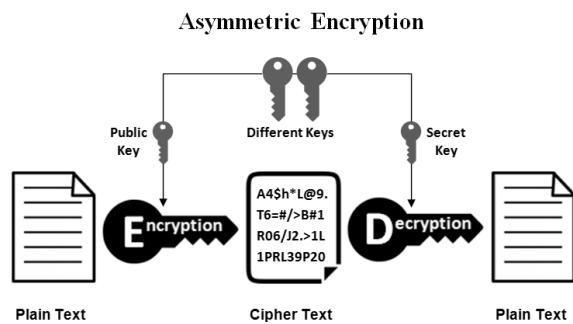 Asymmetric Encryption
Public
Key
Different Keys
Secret
Key
Encryption
A4$h*L@9.
T6=#/>B#1
R06/J2.>1L
1PRL39P20
Decryption
Plain Text
Cipher Text
Plain Text